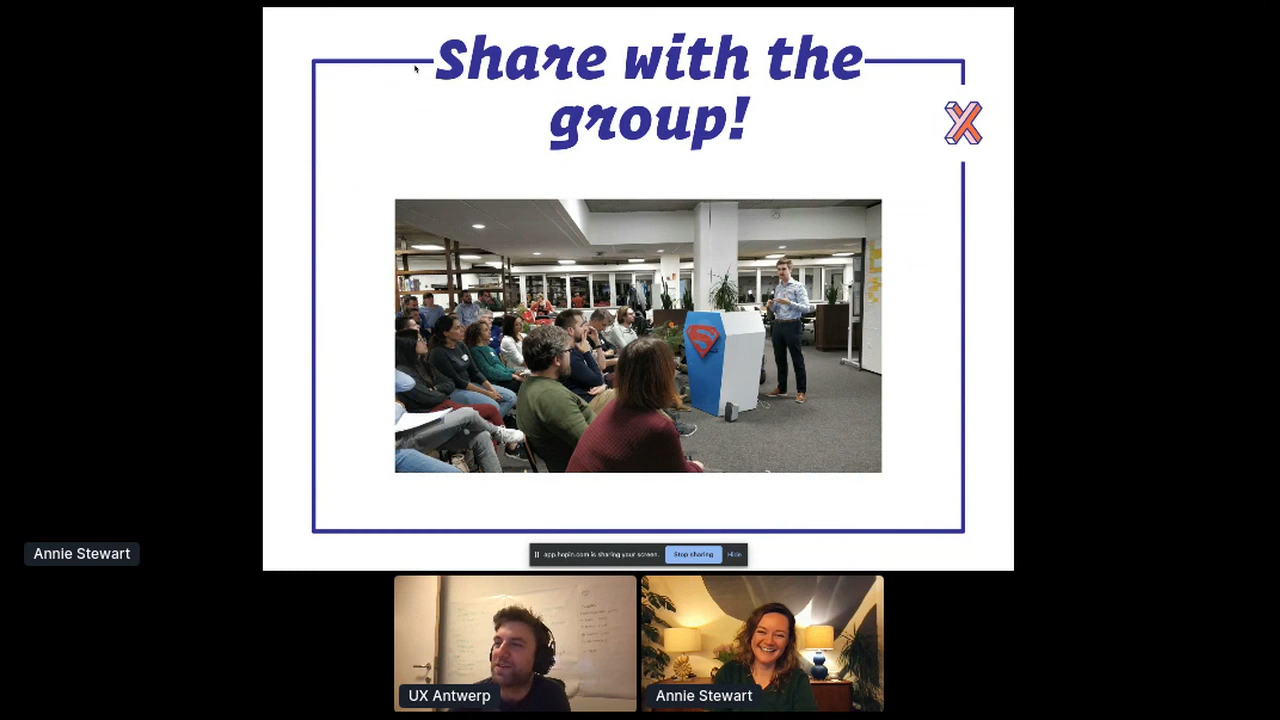 Share with the
group!
Annie Stewart
app.hopin.com is sharing your screen.
Stop sharing
Hide
UX Antwerp
Annie Stewart